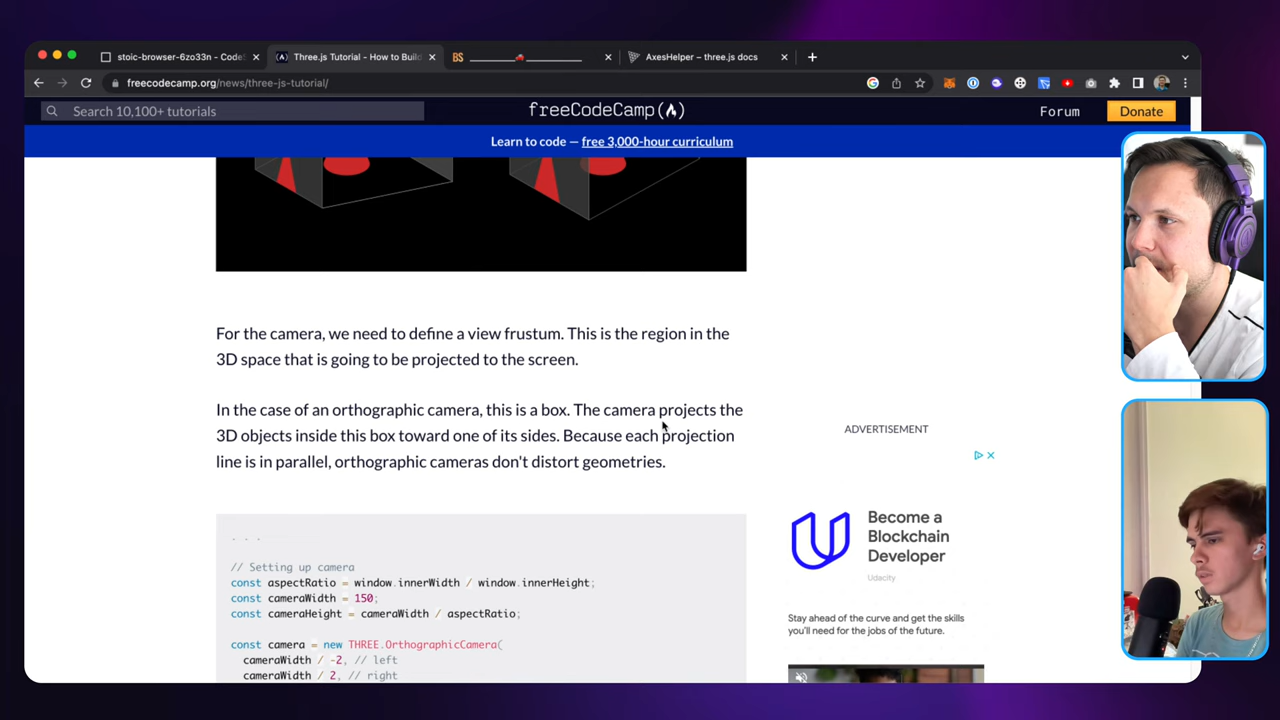 stoic-browser-6zo33n - CodeS
Three.js Tutorial - How to Build
BS
AxesHelper – three.js docs
freecodecamp.org/news/three-js-tutorial/
Search 10,100+ tutorials
freeCodeCamp
Forum
Donate
Learn to code — free 3,000-hour curriculum
For the camera, we need to define a view frustum. This is the region in the
3D space that is going to be projected to the screen.
In the case of an orthographic camera, this is a box. The camera projects the
3D objects inside this box toward one of its sides. Because each projection
line is in parallel, orthographic cameras don't distort geometries.
. . .
// Setting up camera
const aspectRatio = window.innerWidth / window.innerHeight;
const cameraWidth = 150;
const cameraHeight = cameraWidth / aspectRatio;
const camera = new THREE.OrthographicCamera(
cameraWidth / -2, // left
cameraWidth / 2, // right
ADVERTISEMENT
Become a
Blockchain
Developer
Udacity
Stay ahead of the curve and get the skills
you'll need for the jobs of the future.